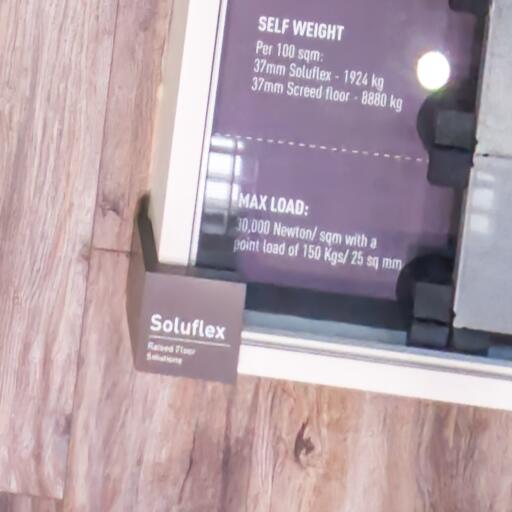 SELF WEIGHT
Per 100 sqm:
37mm Soluflex - 1924 kg
37mm Screed floor - 8880 kg
MAX LOAD:
30,000 Newton/ sqm with a
point load of 150 Kgs/ 25 sq mm
Soluflex
Raised Floor
Solutions